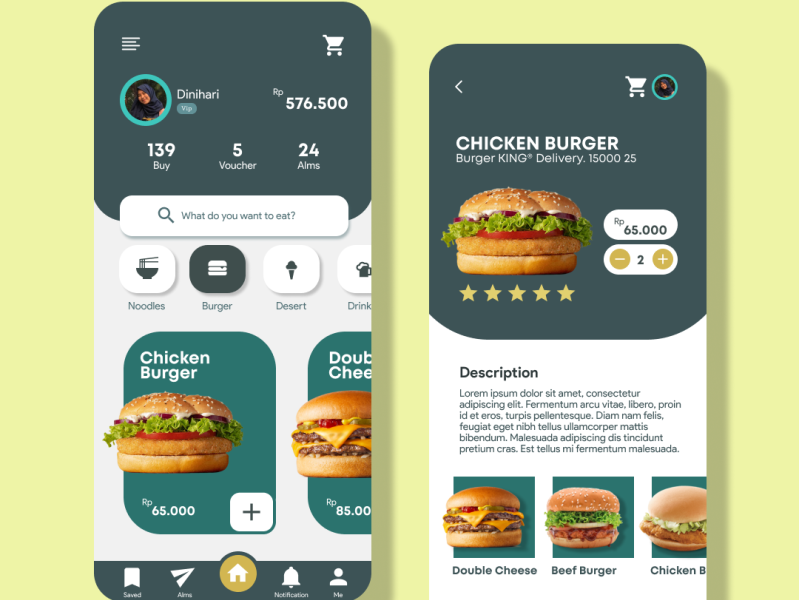 Dinihari
Vip
Rp 576.500
139
Buy
5
Voucher
24
Alms
What do you want to eat?
Noodles
Burger
Desert
Drink
Chicken
Burger
Rp 65.000
Doub
Chee
Rp 85.00
Saved
Alms
Notification
Me
CHICKEN BURGER
Burger KING® Delivery. 15000 25
Rp 65.000
2
Description
Lorem ipsum dolor sit amet, consectetur
adipiscing elit. Fermentum arcu vitae, libero, proin
id et eros, turpis pellentesque. Diam nam felis,
feugiat eget nibh tellus ullamcorper mattis
bibendum. Malesuada adipiscing dis tincidunt
pretium cras. Est tellus mi fermentum malesuada.
Double Cheese
Beef Burger
Chicken B